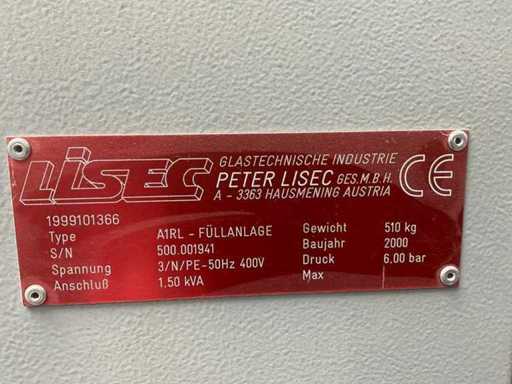 LISEC
GLASTECHNISCHE INDUSTRIE
PETER LISEC GES.M.B.H.
A - 3363 HAUSMENING AUSTRIA
CE
1999101366
Type A1RL - FÜLLANLAGE Gewicht 510 kg
S/N 500.001941 Baujahr 2000
Spannung 3/N/PE-50Hz 400V Druck 6.00 bar
Anschluß 1.50 kVA Max